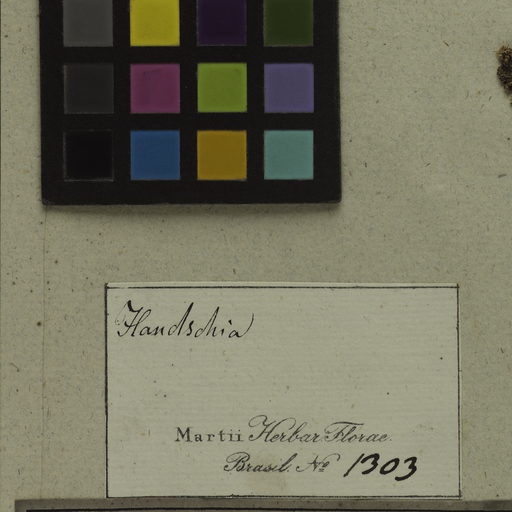 Handschia
Martii Herbar Florae
Brasil. No 1303